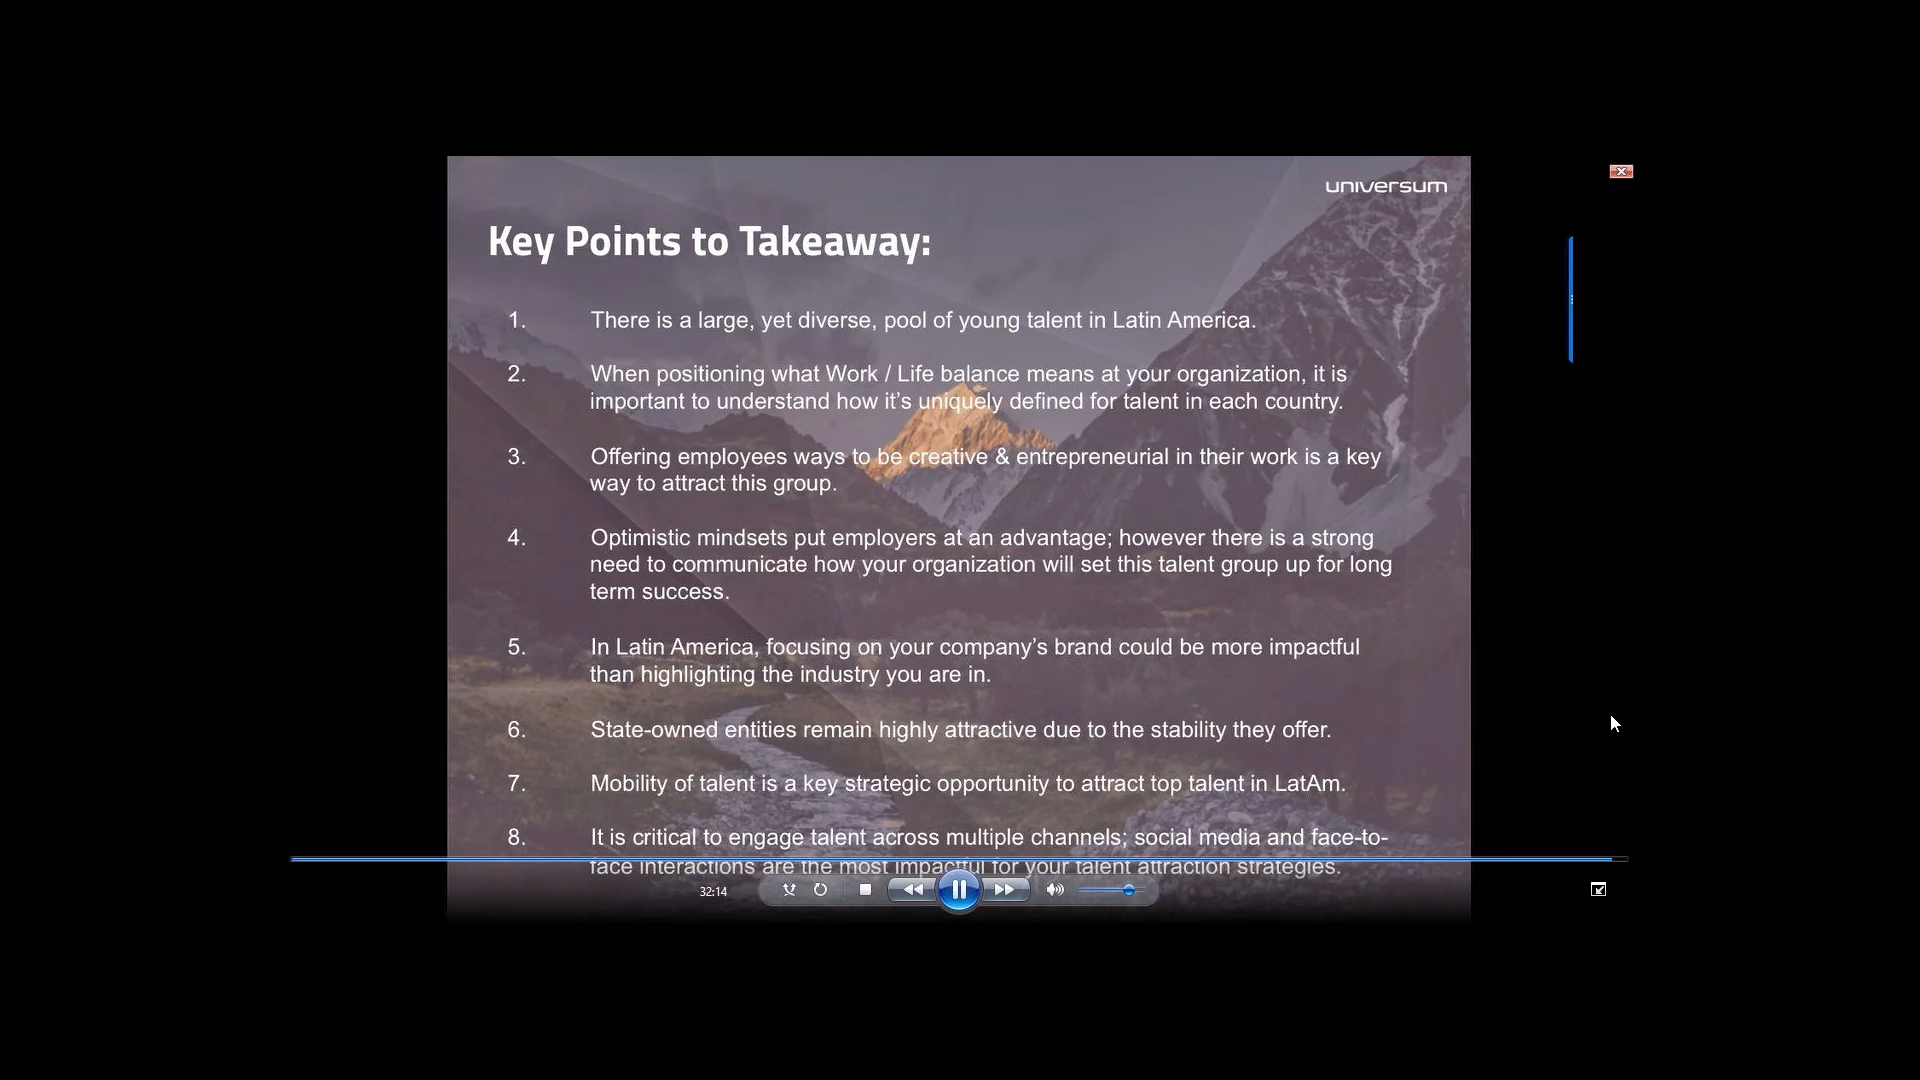 universum
Key Points to Takeaway:
1. There is a large, yet diverse, pool of young talent in Latin America.
2. When positioning what Work / Life balance means at your organization, it is
important to understand how it’s uniquely defined for talent in each country.
3. Offering employees ways to be creative & entrepreneurial in their work is a key
way to attract this group.
4. Optimistic mindsets put employers at an advantage; however there is a strong
need to communicate how your organization will set this talent group up for long
term success.
5. In Latin America, focusing on your company’s brand could be more impactful
than highlighting the industry you are in.
6. State-owned entities remain highly attractive due to the stability they offer.
7. Mobility of talent is a key strategic opportunity to attract top talent in LatAm.
8. It is critical to engage talent across multiple channels; social media and face-to-
face interactions are the most impactful for your talent attraction strategies.
32:14